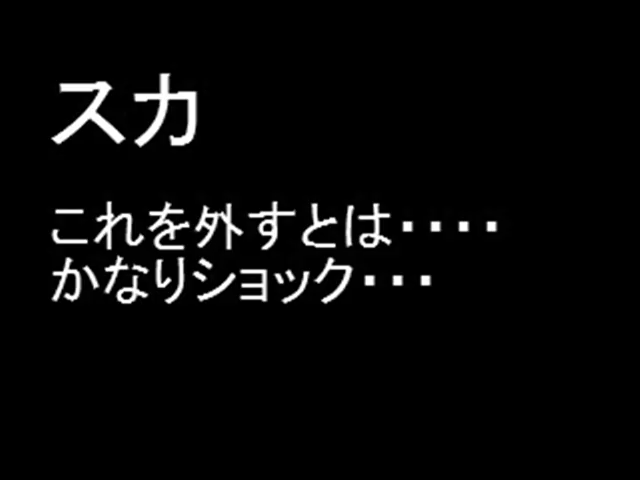 スカ
これを外すとは・・・・
かなりショック・・・